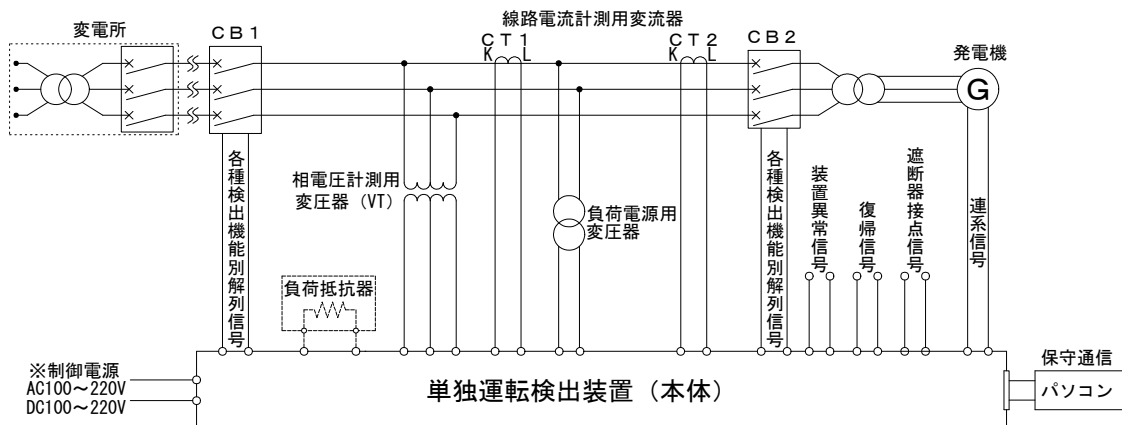 変電所
CB1
線路電流計測用変流器
CT1
K L
CT2
K L
CB2
発電機
G
各種検出機能別解列信号
相電圧計測用
変圧器（VT）
負荷電源用
変圧器
各種検出機能別解列信号
装置異常信号
復帰信号
遮断器接点信号
連系信号
負荷抵抗器
※制御電源
AC100～220V
DC100～220V
単独運転検出装置（本体）
保守通信
パソコン